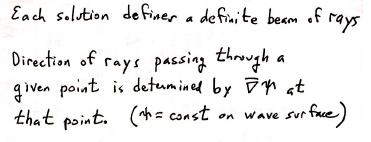 Each solution defines a definite beam of rays
Direction of rays passing through a
given point is determined by ∇̅ψ at
that point. (ψ = const on wave surface)